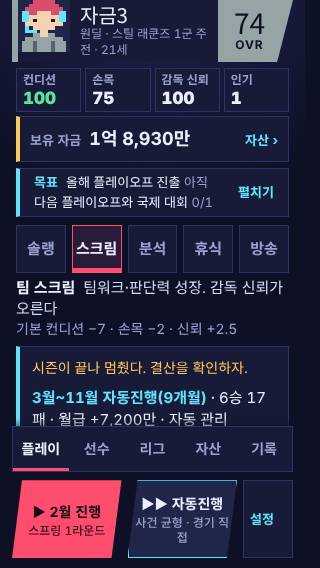 자금3
원딜 · 스틸 래쿤즈 1군 주
전 · 21세
74
OVR
컨디션
100
손목
75
감독 신뢰
100
인기
1
보유 자금 1억 8,930만
자산 ›
목표 올해 플레이오프 진출 아직
다음 플레이오프와 국제 대회 0/1
펼치기
솔랭
스크림
분석
휴식
방송
팀 스크림 팀워크·판단력 성장. 감독 신뢰가
오른다
기본 컨디션 −7 · 손목 −2 · 신뢰 +2.5
시즌이 끝나 멈췄다. 결산을 확인하자.
3월~11월 자동진행(9개월) · 6승 17
패 · 월급 +7,200만 · 자동 관리
플레이
선수
리그
자산
기록
▶ 2월 진행
스프링 1라운드
▶▶ 자동진행
사건 균형 · 경기 직
접
설정